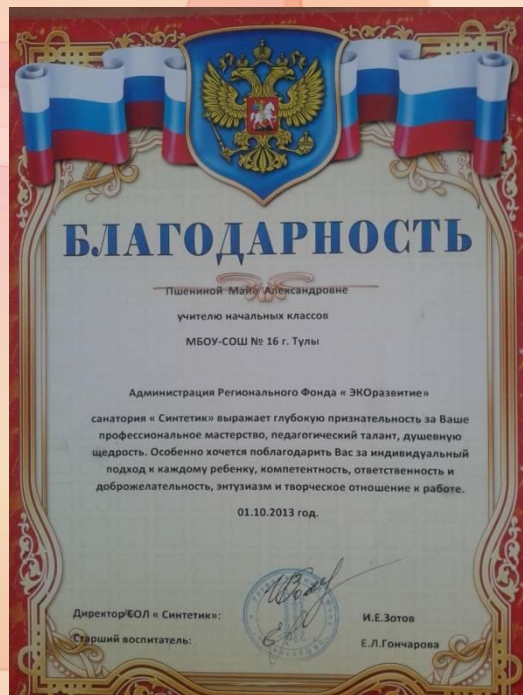 БЛАГОДАРНОСТЬ
Пшениной Майе Александровне
учителю начальных классов
МБОУ-СОШ № 16 г. Тулы
Администрация Регионального Фонда « ЭКОразвитие»
санатория « Синтетик» выражает глубокую признательность за Ваше
профессиональное мастерство, педагогический талант, душевную
щедрость. Особенно хочется поблагодарить Вас за индивидуальный
подход к каждому ребенку, компетентность, ответственность и
доброжелательность, энтузиазм и творческое отношение к работе.
01.10.2013 год.
Директор СОЛ « Синтетик»: И.Е.Зотов
Старший воспитатель: Е.Л.Гончарова